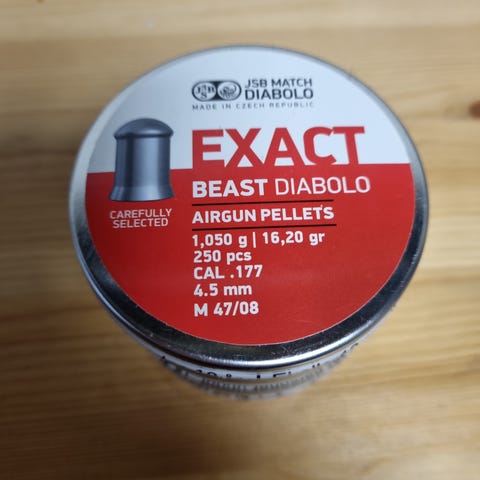 JSB MATCH
DIABOLO
MADE IN CZECH REPUBLIC
EXACT
BEAST DIABOLO
AIRGUN PELLETS
CAREFULLY
SELECTED
1,050 g | 16,20 gr
250 pcs
CAL .177
4.5 mm
M 47/08